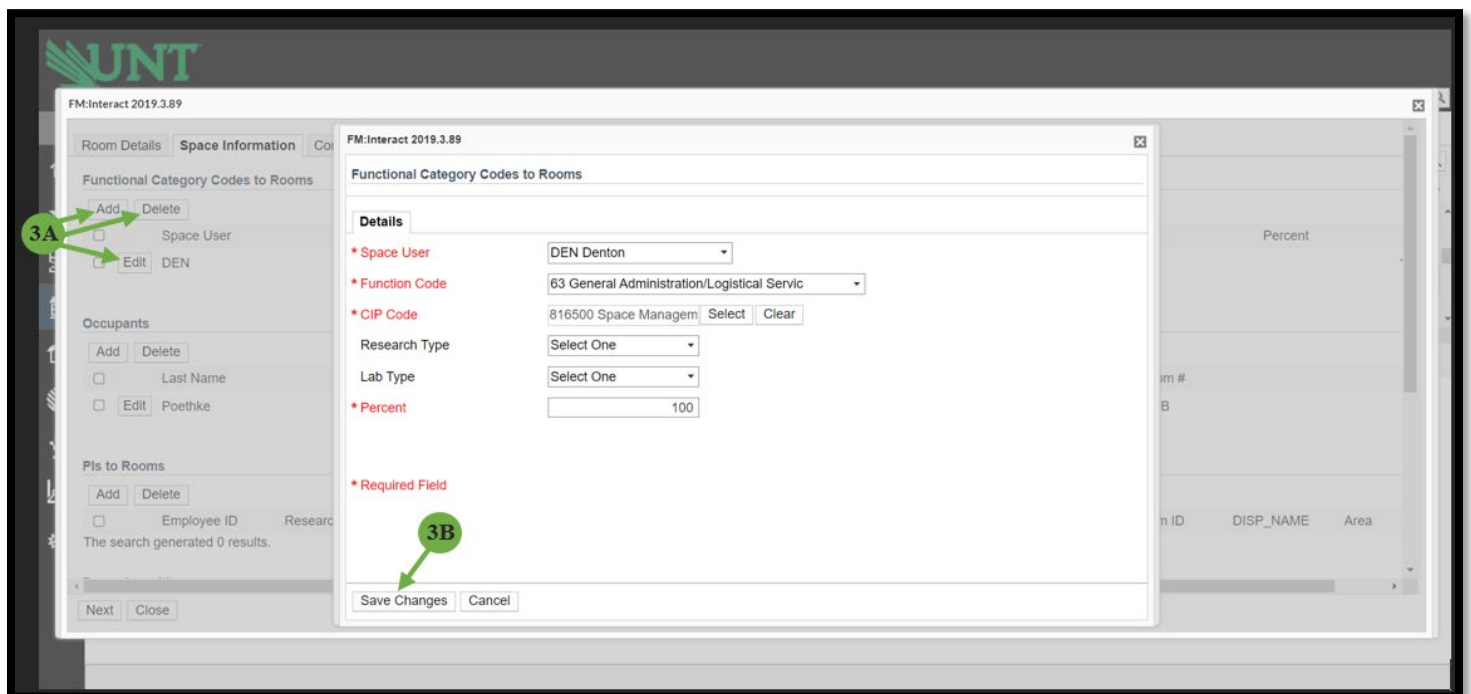 UNT
FM:Interact 2019.3.89
Room Details Space Information
Functional Category Codes to Rooms
Add Delete
3A
Space User Percent
Edit DEN
Occupants
Add Delete
Last Name
Edit Poethke B
PIs to Rooms
Add Delete
Employee ID ID DISP_NAME Area
The search generated 0 results.
Next Close
FM:Interact 2019.3.89
Functional Category Codes to Rooms
Details
* Space User DEN Denton
* Function Code 63 General Administration/Logistical Servic
* CIP Code 816500 Space Managem Select Clear
Research Type Select One
Lab Type Select One
* Percent 100
* Required Field
3B
Save Changes Cancel